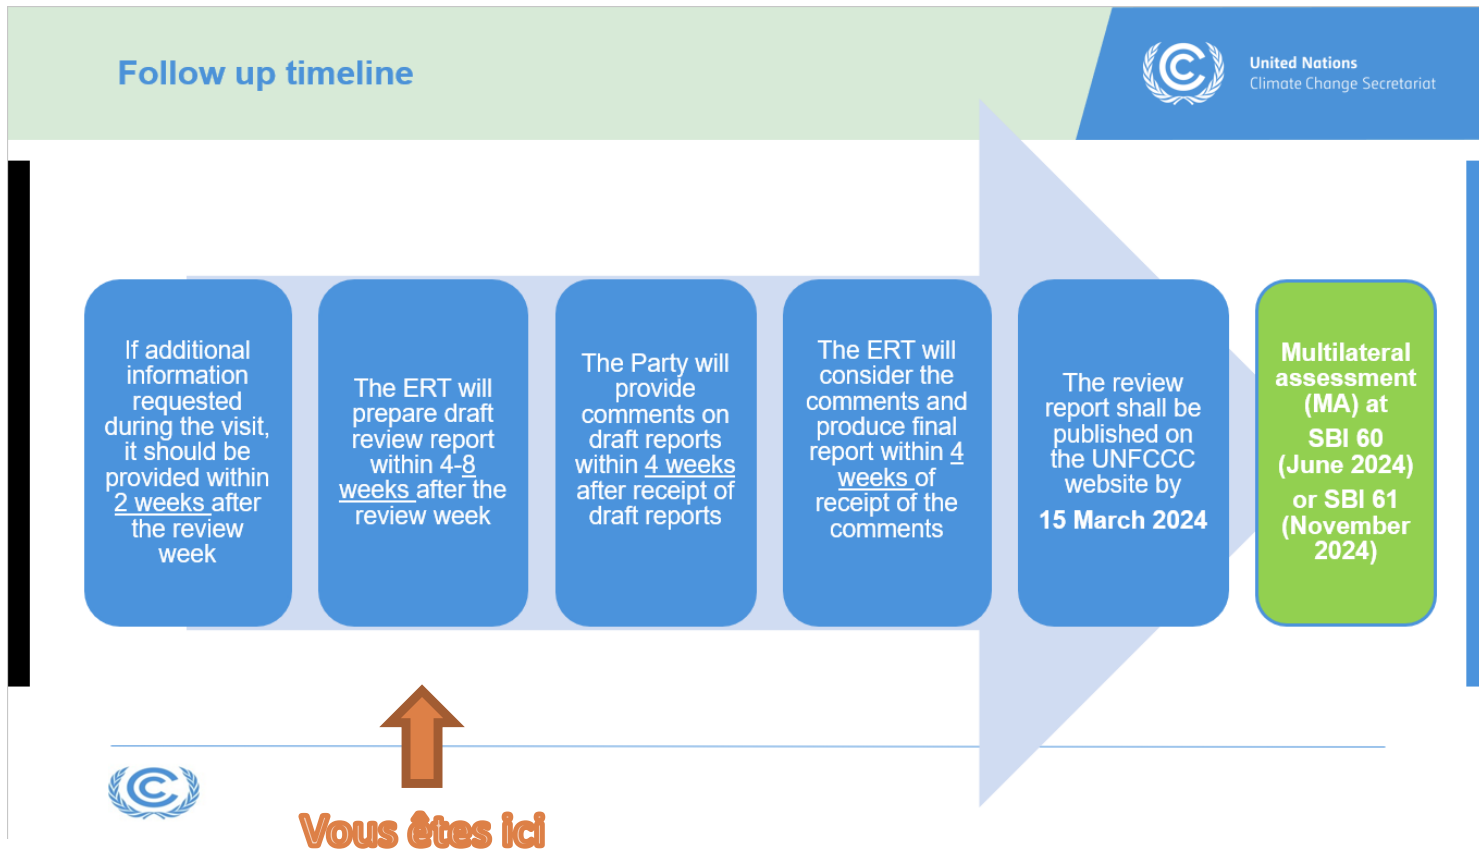 Follow up timeline
United Nations
Climate Change Secretariat
If additional
information
requested
during the visit,
it should be
provided within
2 weeks after
the review
week
The ERT will
prepare draft
review report
within 4-8
weeks after the
review week
The Party will
provide
comments on
draft reports
within 4 weeks
after receipt of
draft reports
The ERT will
consider the
comments and
produce final
report within 4
weeks of
receipt of the
comments
The review
report shall be
published on
the UNFCCC
website by
15 March 2024
Multilateral
assessment
(MA) at
SBI 60
(June 2024)
or SBI 61
(November
2024)
Vous êtes ici